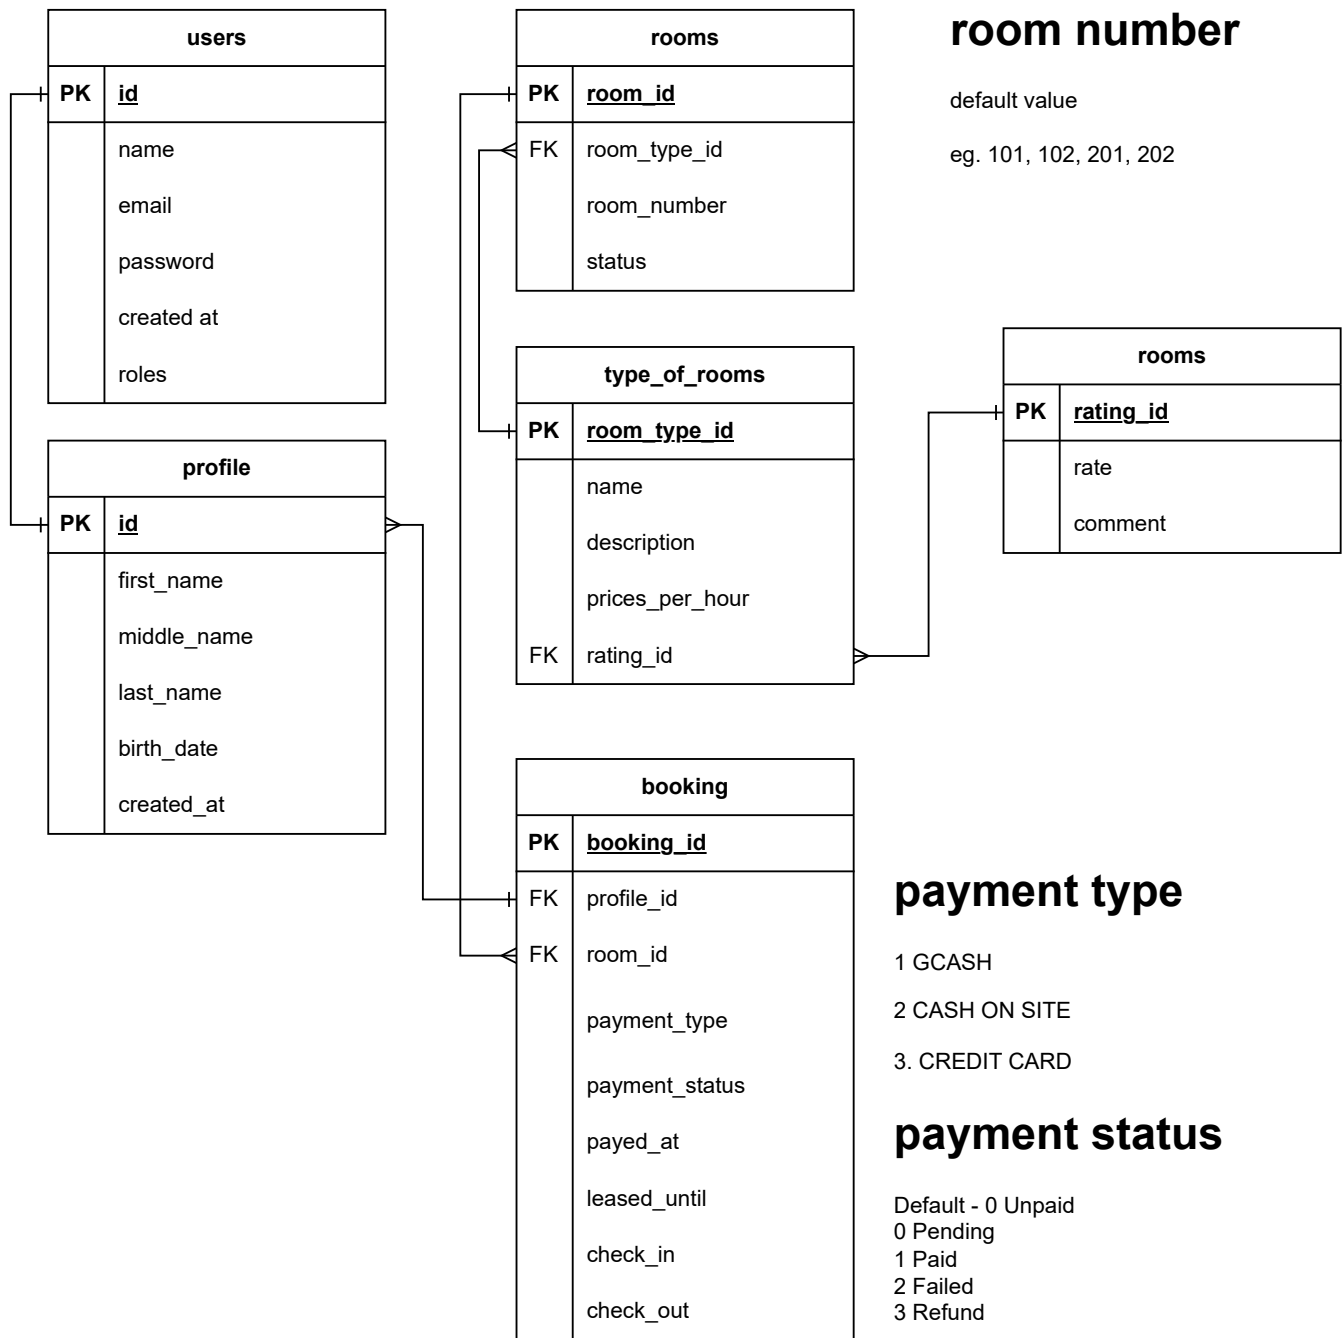 users
PK id
name
email
password
created at
roles
profile
PK id
first_name
middle_name
last_name
birth_date
created_at
rooms
PK room_id
FK room_type_id
room_number
status
type_of_rooms
PK room_type_id
name
description
prices_per_hour
FK rating_id
booking
PK booking_id
FK profile_id
FK room_id
payment_type
payment_status
payed_at
leased_until
check_in
check_out
room number
default value
eg. 101, 102, 201, 202
rooms
PK rating_id
rate
comment
payment type
1 GCASH
2 CASH ON SITE
3. CREDIT CARD
payment status
Default - 0 Unpaid
0 Pending
1 Paid
2 Failed
3 Refund